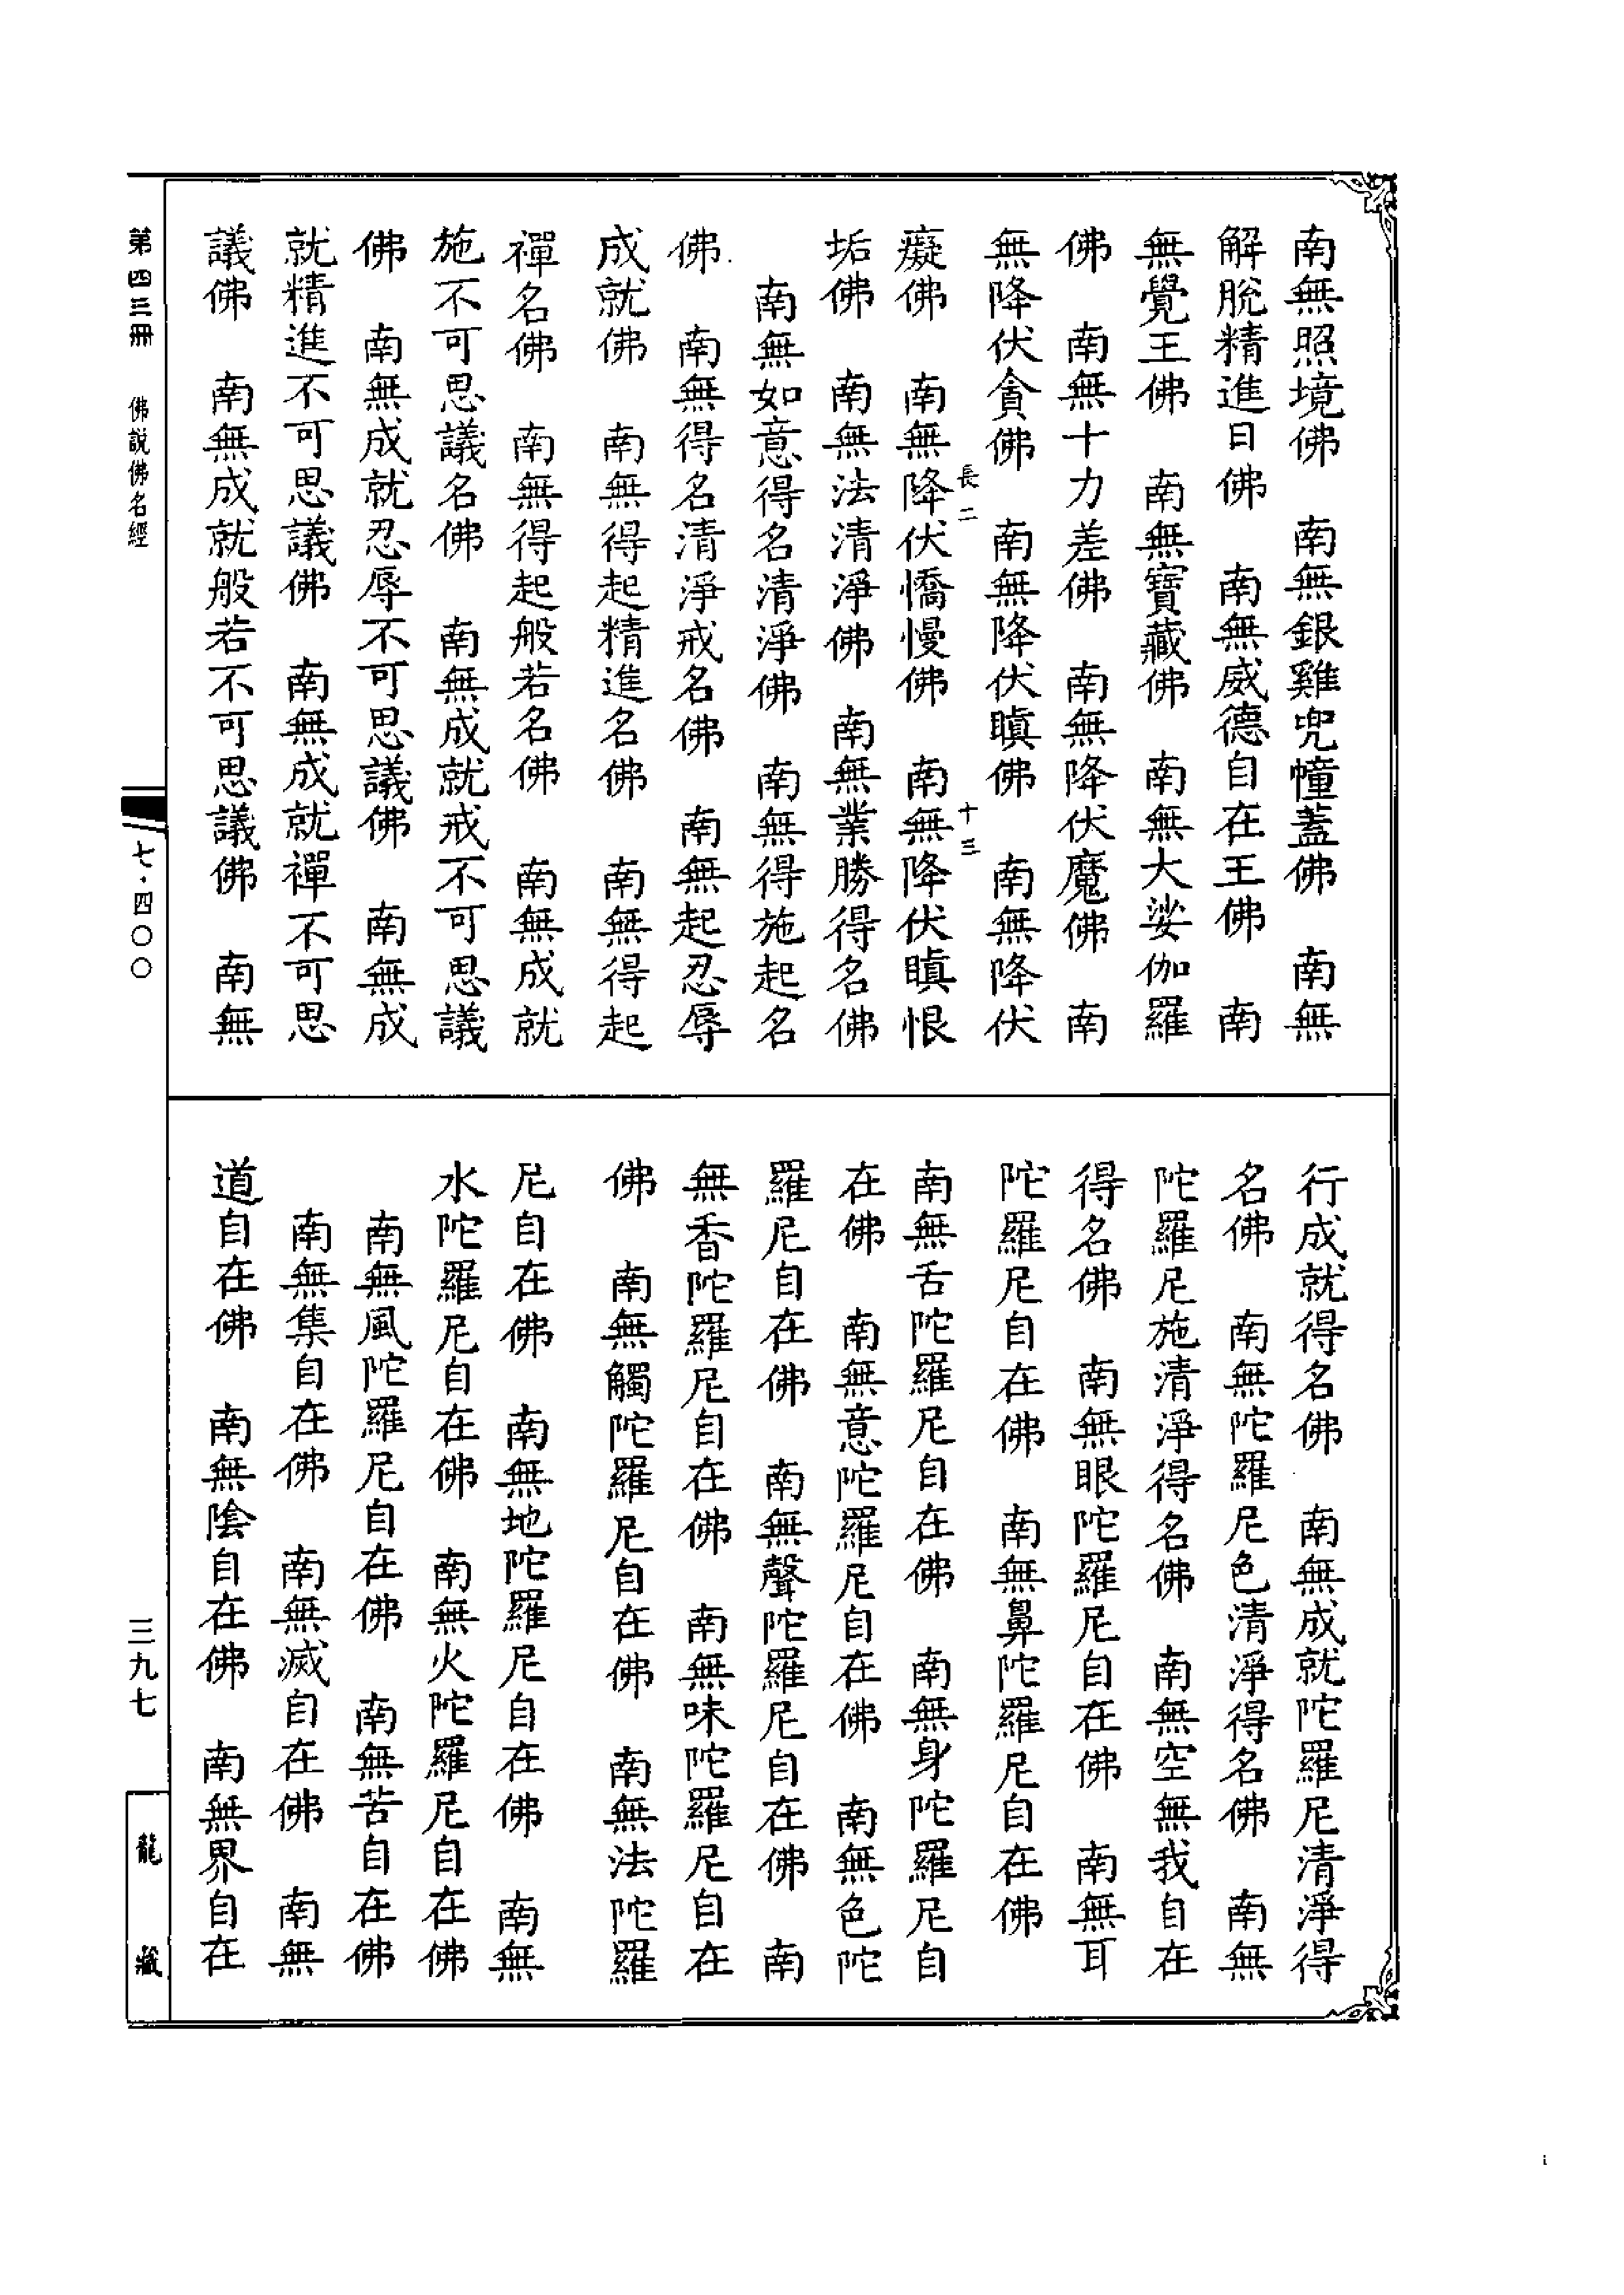 南無照境佛　南無銀雞兜幢蓋佛　南無
解脫精進日佛　南無威德自在王佛　南
無覺王佛　南無寶藏佛　南無大娑伽羅
佛　南無十力差佛　南無降伏魔佛　南
無降伏貪佛　南無降伏瞋佛　南無降伏
長二　十三
癡佛　南無降伏憍慢佛　南無降伏瞋恨
垢佛　南無法清淨佛　南無業勝得名佛
南無如意得名清淨佛　南無得施起名
佛　南無得名清淨戒名佛　南無起忍辱
成就佛　南無得起精進名佛　南無得起
禪名佛　南無得起般若名佛　南無成就
施不可思議名佛　南無成就戒不可思議
佛　南無成就忍辱不可思議佛　南無成
就精進不可思議佛　南無成就禪不可思
議佛　南無成就般若不可思議佛　南無
行成就得名佛　南無成就陀羅尼清淨得
名佛　南無陀羅尼色清淨得名佛　南無
陀羅尼施清淨得名佛　南無空無我自在
得名佛　南無眼陀羅尼自在佛　南無耳
陀羅尼自在佛　南無鼻陀羅尼自在佛
南無舌陀羅尼自在佛　南無身陀羅尼自
在佛　南無意陀羅尼自在佛　南無色陀
羅尼自在佛　南無聲陀羅尼自在佛　南
無香陀羅尼自在佛　南無味陀羅尼自在
佛　南無觸陀羅尼自在佛　南無法陀羅
尼自在佛　南無地陀羅尼自在佛　南無
水陀羅尼自在佛　南無火陀羅尼自在佛
南無風陀羅尼自在佛　南無苦自在佛
南無集自在佛　南無滅自在佛　南無
道自在佛　南無陰自在佛　南無界自在
第四三冊　佛說佛名經　七·四〇〇　三九七　龍藏